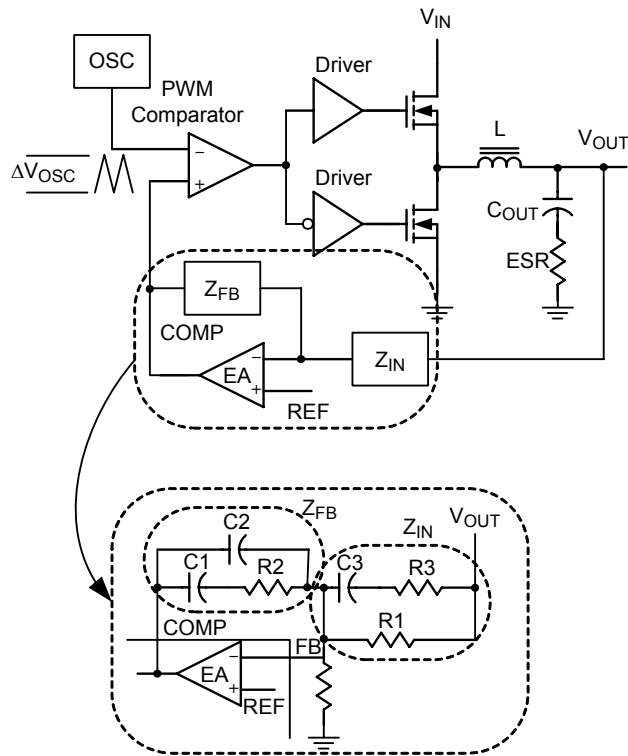 V_IN
OSC
Driver
PWM
Comparator
L
V_OUT
−
+
ΔV_OSC
Driver
C_OUT
ESR
Z_FB
COMP
−
EA
+
Z_IN
REF
Z_FB
C2
Z_IN
V_OUT
C1
R2
C3
R3
R1
COMP
FB
−
EA
+
REF